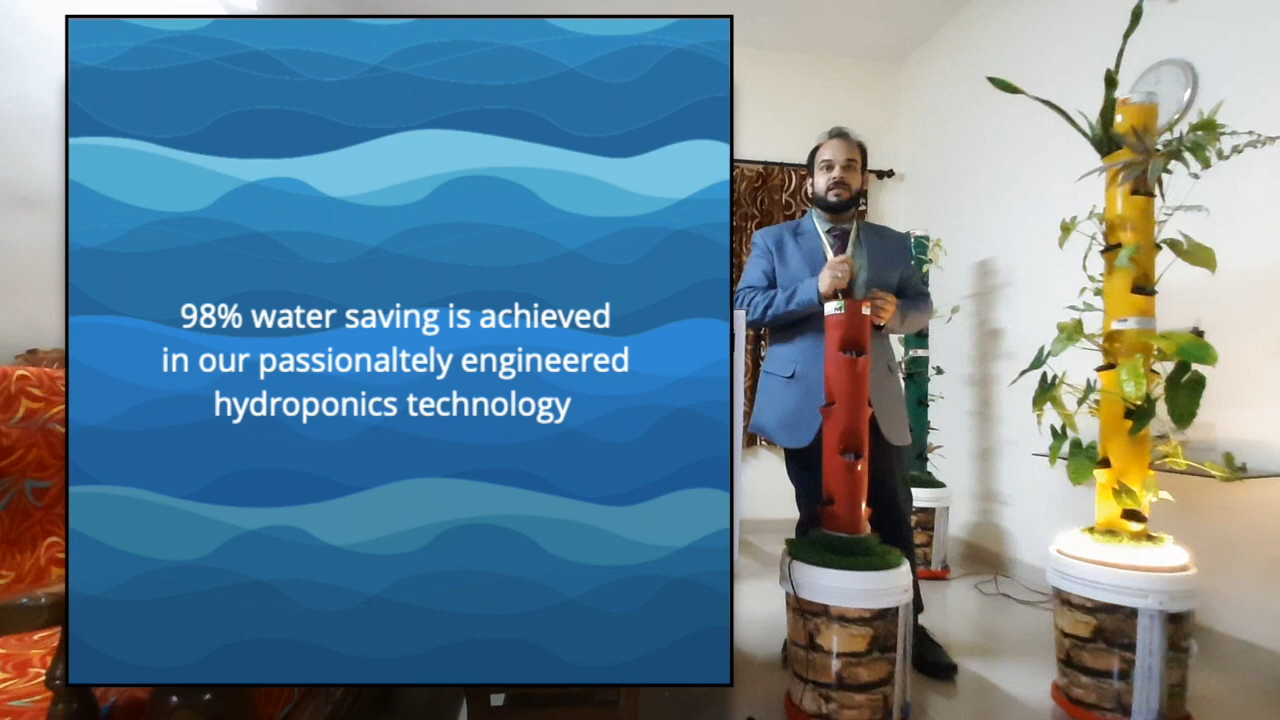 98% water saving is achieved
in our passionaltely engineered
hydroponics technology